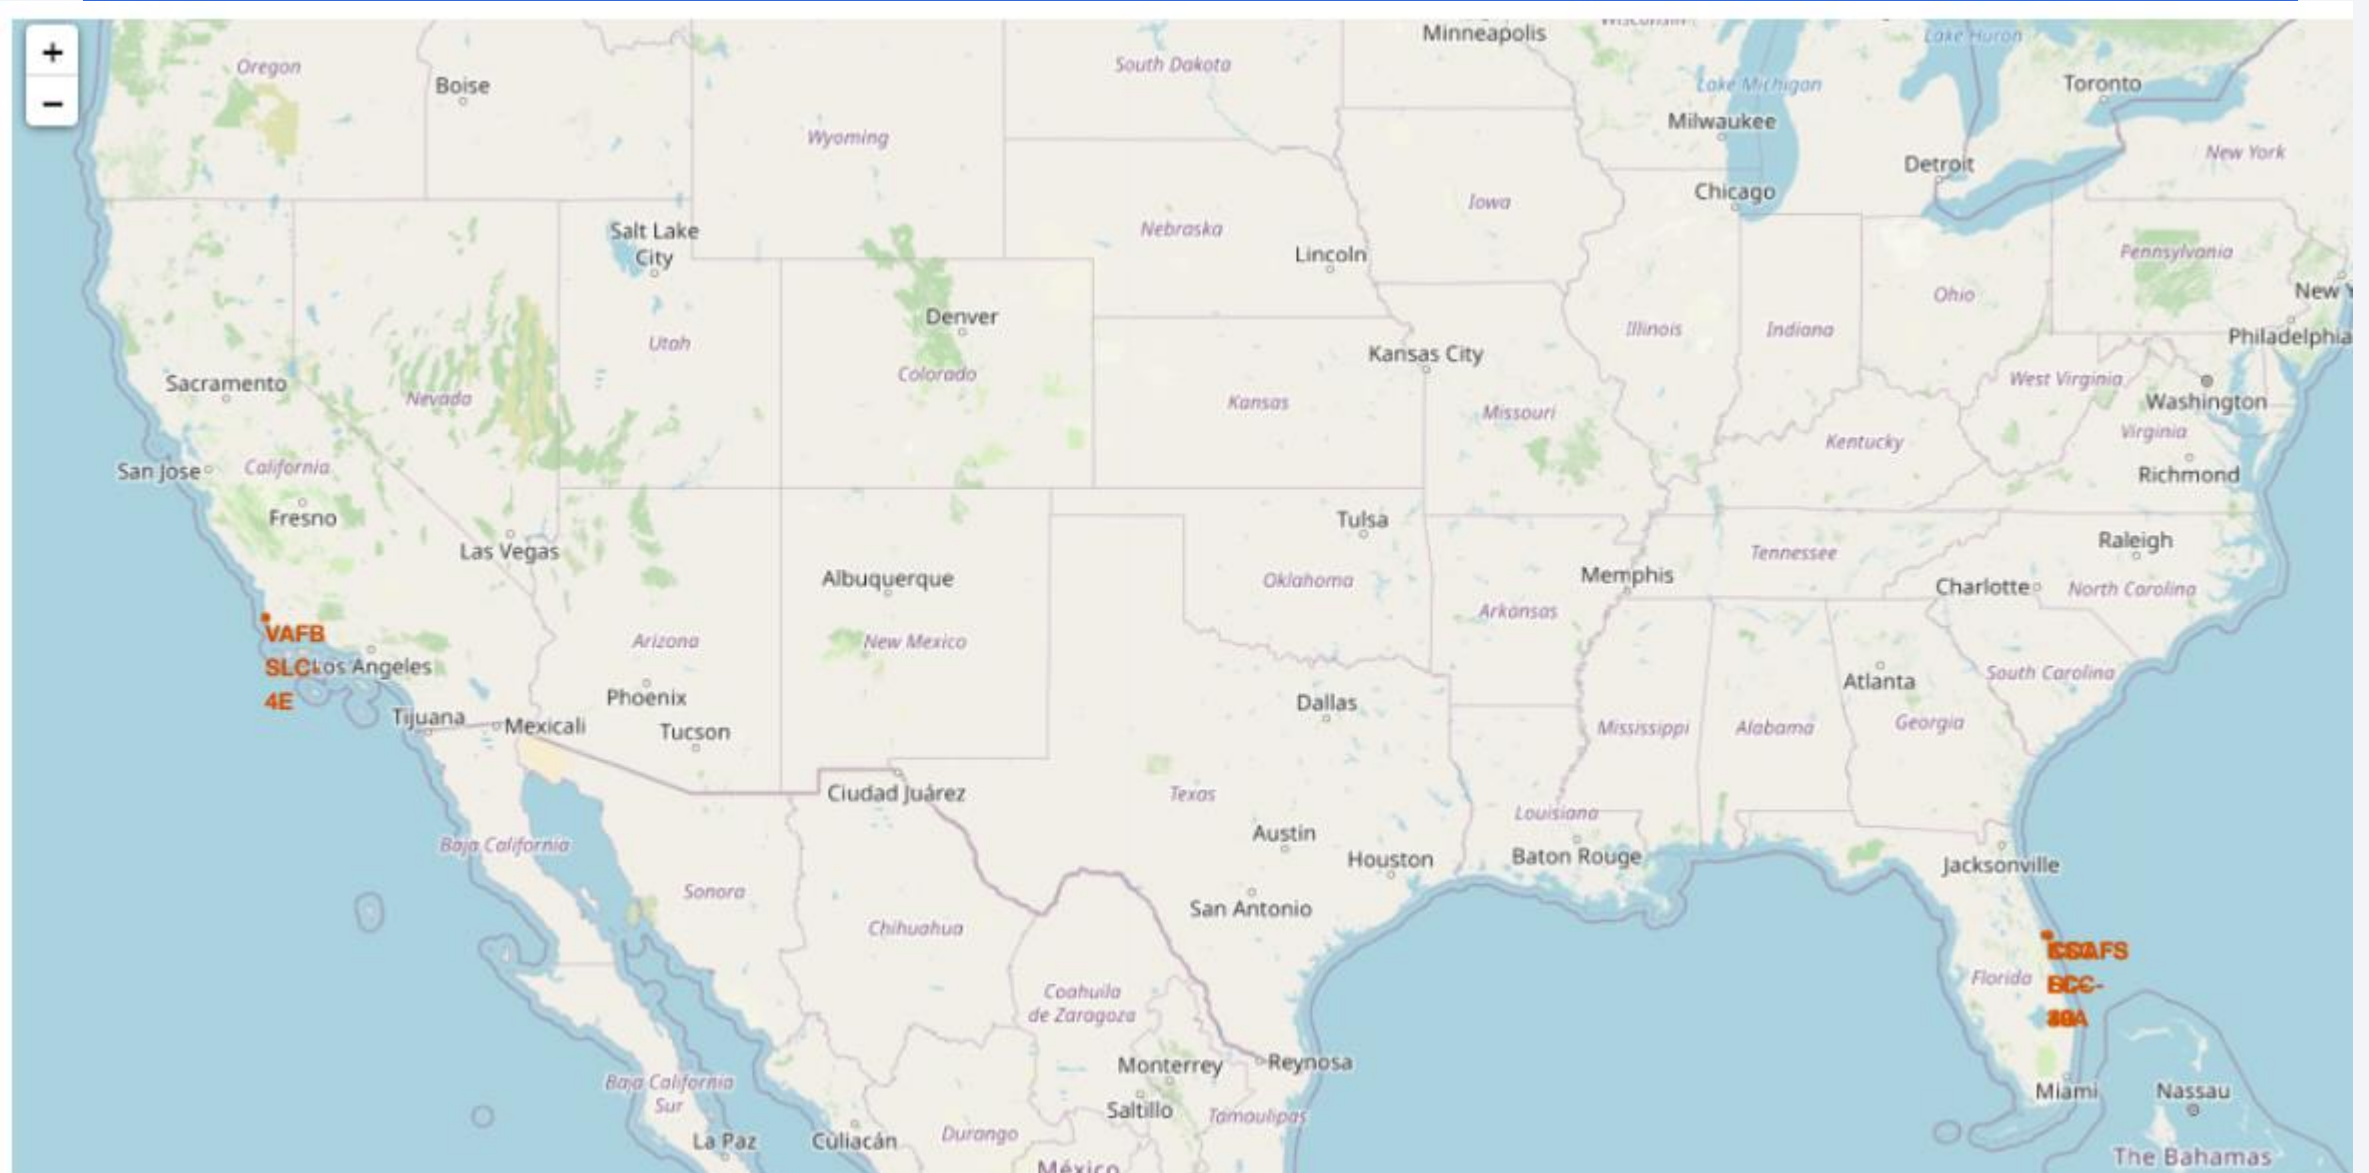 +
−
Oregon
Boise
Wyoming
South Dakota
Minneapolis
Wisconsin
Lake Michigan
Milwaukee
Lake Huron
Toronto
Detroit
New York
Chicago
Salt Lake
City
Nebraska
Iowa
Lincoln
Pennsylvania
Denver
Utah
Colorado
Kansas City
Illinois
Indiana
Ohio
New Y
Philadelphia
Sacramento
Nevada
Kansas
Missouri
Kentucky
West Virginia
Washington
Virginia
San Jose
California
Richmond
Fresno
Las Vegas
Tulsa
Tennessee
Raleigh
Albuquerque
Oklahoma
Memphis
Charlotte
North Carolina
Arkansas
VAFB
SLC-
4E
Los Angeles
Arizona
New Mexico
Phoenix
Dallas
Atlanta
South Carolina
Tijuana
Mexicali
Tucson
Mississippi
Alabama
Georgia
Ciudad Juárez
Texas
Louisiana
Austin
Houston
Baton Rouge
Jacksonville
Baja California
Sonora
San Antonio
Chihuahua
Florida
Coahuila
de Zaragoza
Monterrey
Reynosa
Baja California
Sur
Saltillo
Tamaulipas
Miami
Nassau
La Paz
Culiacán
Durango
México
The Bahamas